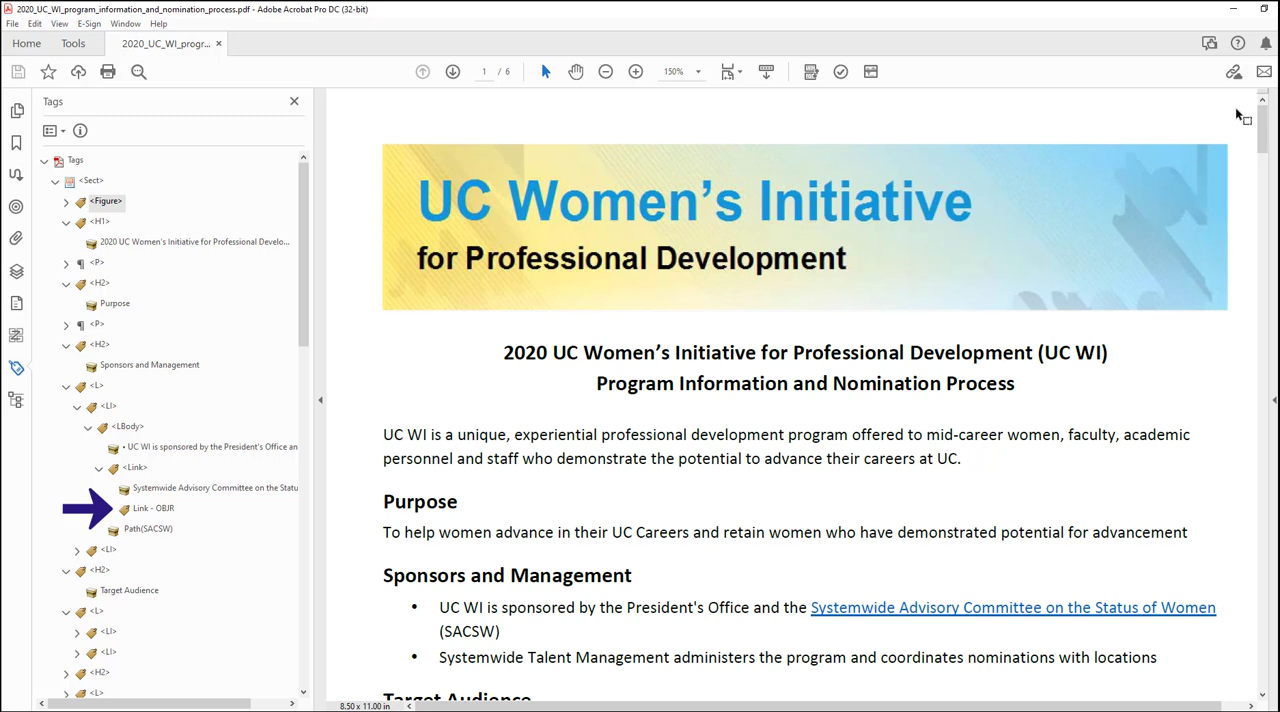 2020_UC_WI_program_information_and_nomination_process.pdf - Adobe Acrobat Pro DC (32-bit)
File Edit View E-Sign Window Help
Home Tools 2020_UC_WI_progr... ×
1 / 6 150%
Tags
Tags
<Sect>
<Figure>
<H1>
2020 UC Women's Initiative for Professional Develo...
<P>
<H2>
Purpose
<P>
<H2>
Sponsors and Management
<L>
<LI>
<LBody>
• UC WI is sponsored by the President's Office an
<Link>
Systemwide Advisory Committee on the Statu
Link - OBJR
Path(SACSW)
<LI>
<H2>
Target Audience
<L>
<LI>
<LI>
<H2>
<L>
UC Women's Initiative
for Professional Development
2020 UC Women's Initiative for Professional Development (UC WI)
Program Information and Nomination Process
UC WI is a unique, experiential professional development program offered to mid-career women, faculty, academic
personnel and staff who demonstrate the potential to advance their careers at UC.
Purpose
To help women advance in their UC Careers and retain women who have demonstrated potential for advancement
Sponsors and Management
• UC WI is sponsored by the President's Office and the Systemwide Advisory Committee on the Status of Women
(SACSW)
• Systemwide Talent Management administers the program and coordinates nominations with locations
Target Audience
8.50 x 11.00 in